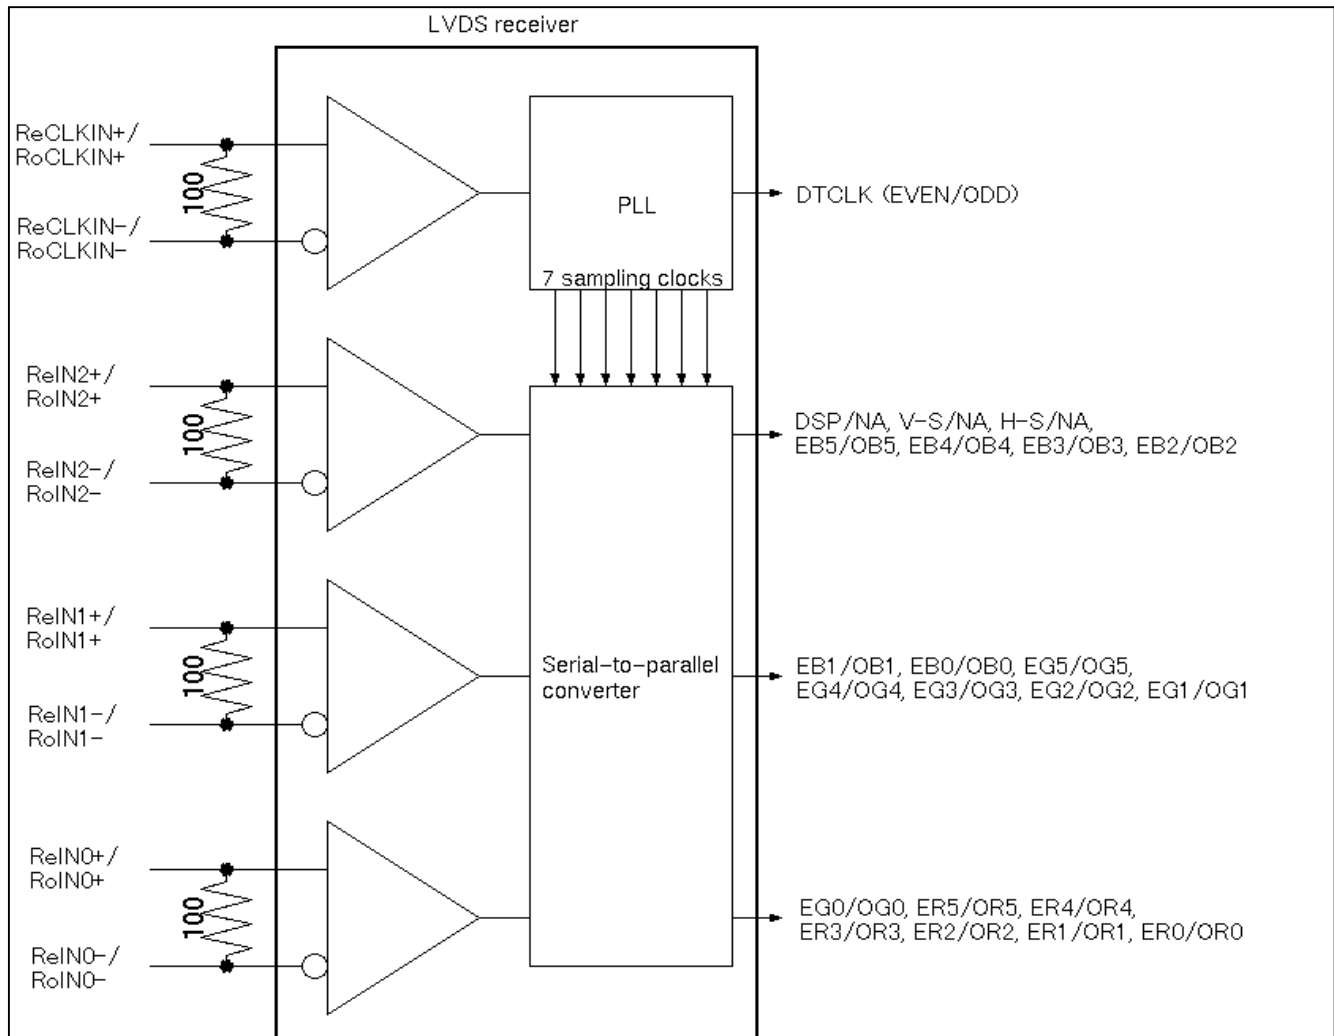 LVDS receiver
ReCLKIN+/
RoCLKIN+
100
ReCLKIN-/
RoCLKIN-
PLL
7 sampling clocks
DTCLK (EVEN/ODD)
ReIN2+/
RoIN2+
100
ReIN2-/
RoIN2-
DSP/NA, V-S/NA, H-S/NA,
EB5/OB5, EB4/OB4, EB3/OB3, EB2/OB2
ReIN1+/
RoIN1+
100
ReIN1-/
RoIN1-
Serial-to-parallel
converter
EB1/OB1, EB0/OB0, EG5/OG5,
EG4/OG4, EG3/OG3, EG2/OG2, EG1/OG1
ReIN0+/
RoIN0+
100
ReIN0-/
RoIN0-
EG0/OG0, ER5/OR5, ER4/OR4,
ER3/OR3, ER2/OR2, ER1/OR1, ER0/OR0